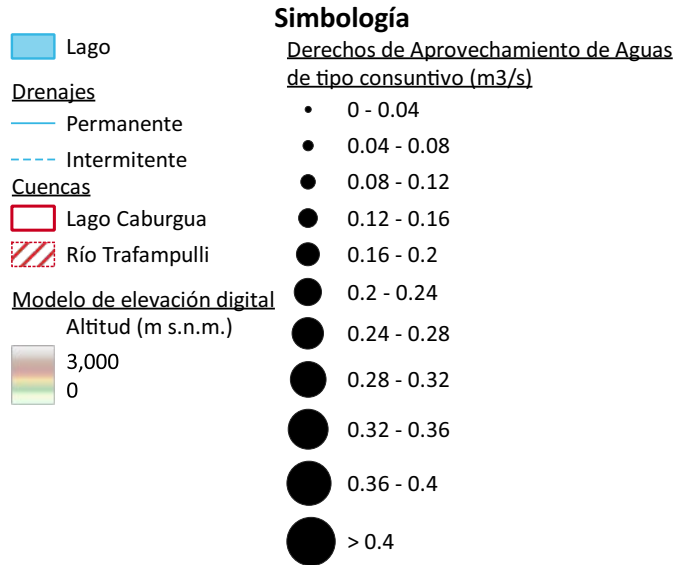 Simbología
Lago
Drenajes
Permanente
Intermitente
Cuencas
Lago Caburgua
Río Trafampulli
Modelo de elevación digital
Altitud (m s.n.m.)
3,000
0
Derechos de Aprovechamiento de Aguas
de tipo consuntivo (m3/s)
0 - 0.04
0.04 - 0.08
0.08 - 0.12
0.12 - 0.16
0.16 - 0.2
0.2 - 0.24
0.24 - 0.28
0.28 - 0.32
0.32 - 0.36
0.36 - 0.4
> 0.4